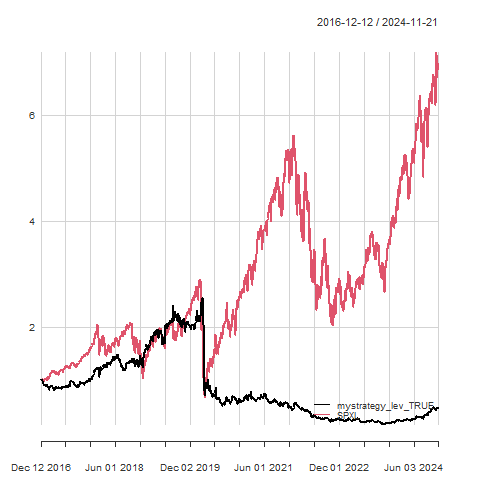 2016-12-12 / 2024-11-21
6
4
2
mystrategy_lev_TRUE
SPXL
Dec 12 2016
Jun 01 2018
Dec 02 2019
Jun 01 2021
Dec 01 2022
Jun 03 2024